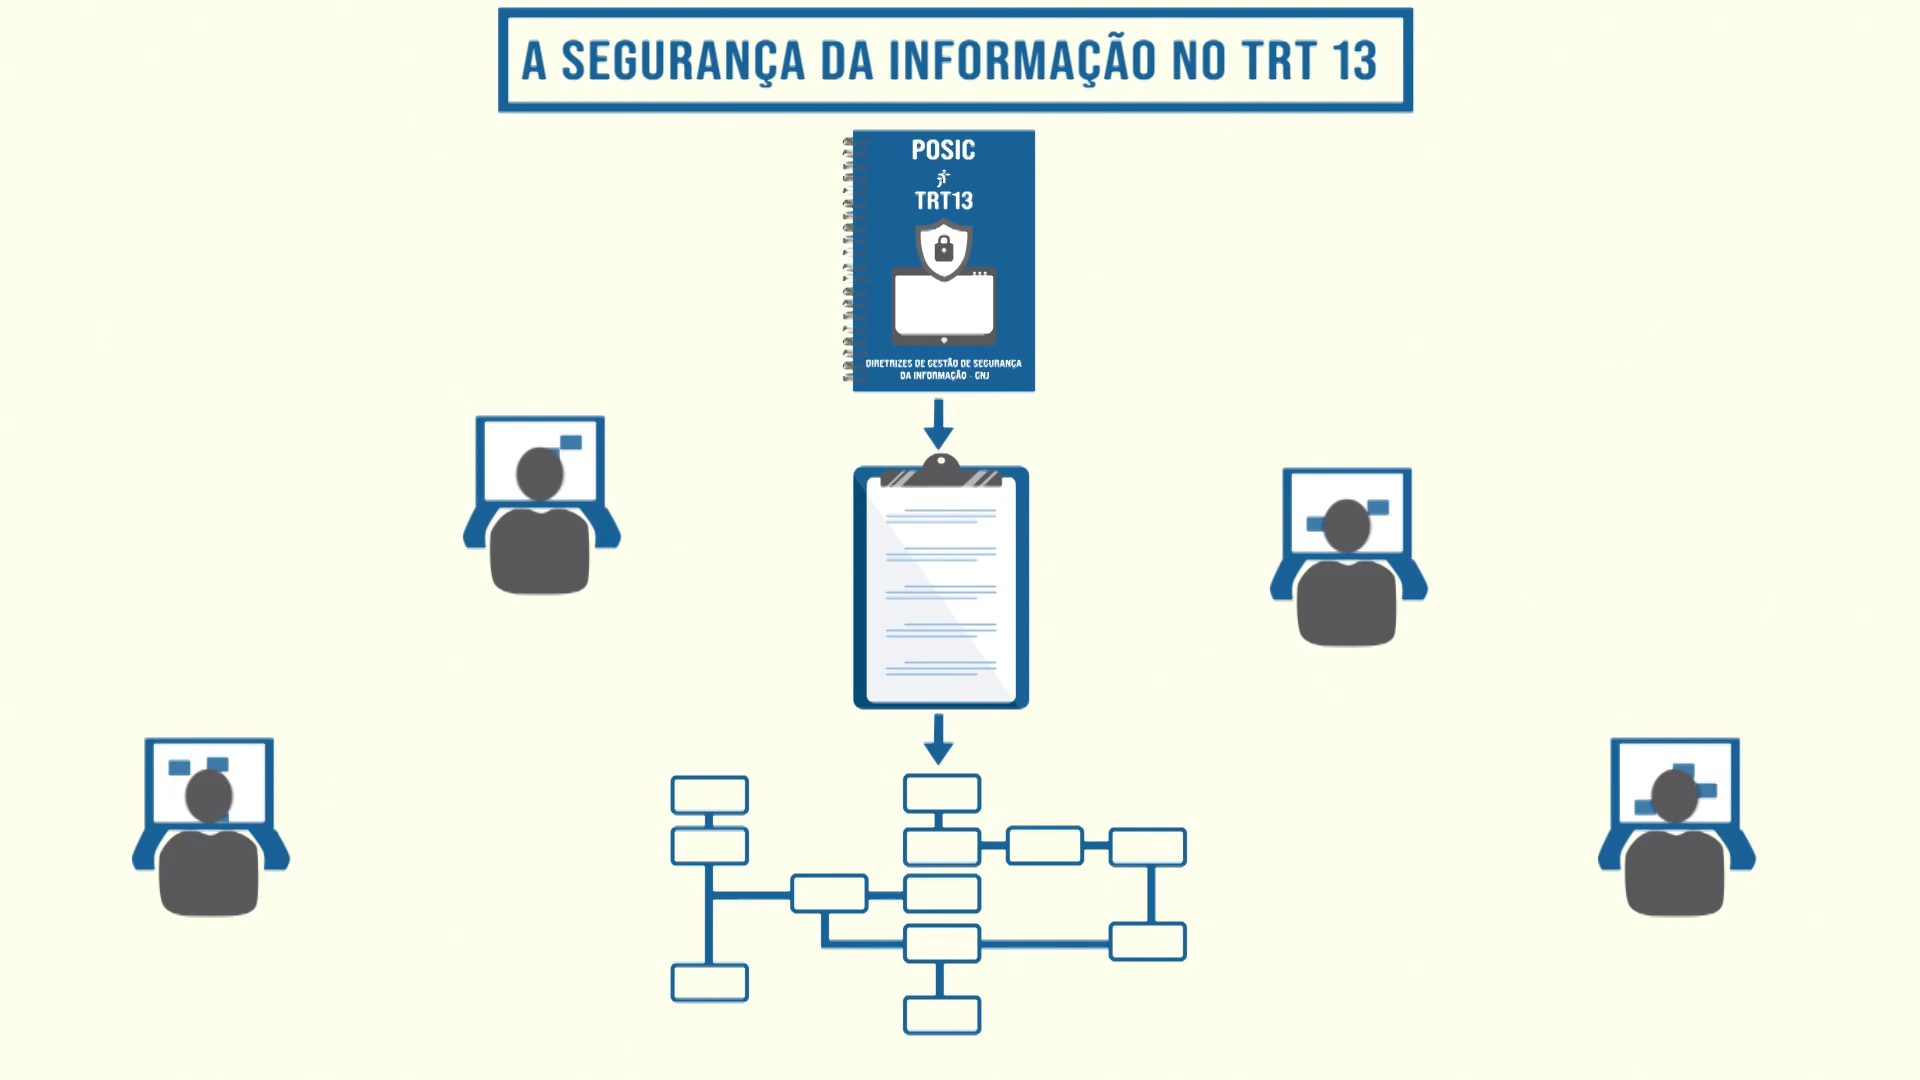 A SEGURANÇA DA INFORMAÇÃO NO TRT 13
POSIC
TRT13
DIRETRIZES DE GESTÃO DE SEGURANÇA
DA INFORMAÇÃO - CNJ